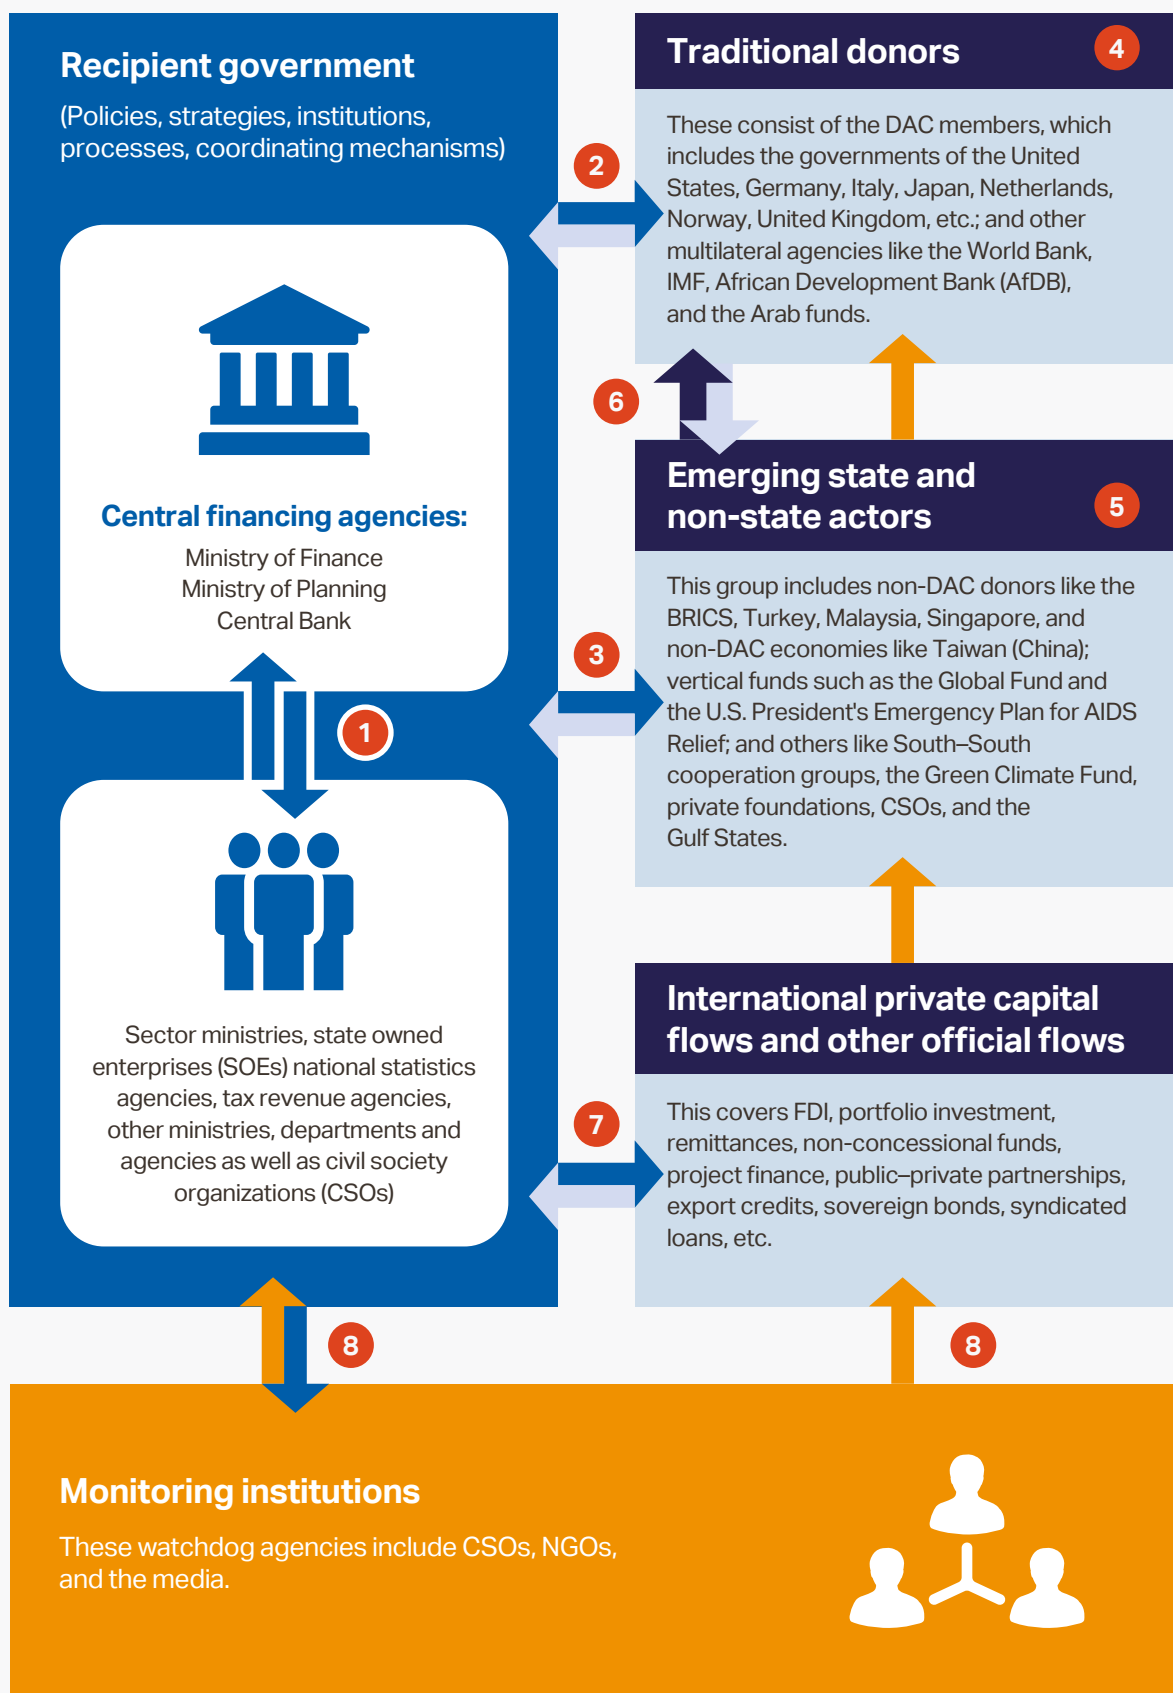 Recipient government
(Policies, strategies, institutions,
processes, coordinating mechanisms)
Central financing agencies:
Ministry of Finance
Ministry of Planning
Central Bank
1
Sector ministries, state owned
enterprises (SOEs) national statistics
agencies, tax revenue agencies,
other ministries, departments and
agencies as well as civil society
organizations (CSOs)
2
3
7
Traditional donors
4
These consist of the DAC members, which
includes the governments of the United
States, Germany, Italy, Japan, Netherlands,
Norway, United Kingdom, etc.; and other
multilateral agencies like the World Bank,
IMF, African Development Bank (AfDB),
and the Arab funds.
6
Emerging state and
non-state actors
5
This group includes non-DAC donors like the
BRICS, Turkey, Malaysia, Singapore, and
non-DAC economies like Taiwan (China);
vertical funds such as the Global Fund and
the U.S. President's Emergency Plan for AIDS
Relief; and others like South–South
cooperation groups, the Green Climate Fund,
private foundations, CSOs, and the
Gulf States.
International private capital
flows and other official flows
This covers FDI, portfolio investment,
remittances, non-concessional funds,
project finance, public–private partnerships,
export credits, sovereign bonds, syndicated
loans, etc.
8
8
Monitoring institutions
These watchdog agencies include CSOs, NGOs,
and the media.